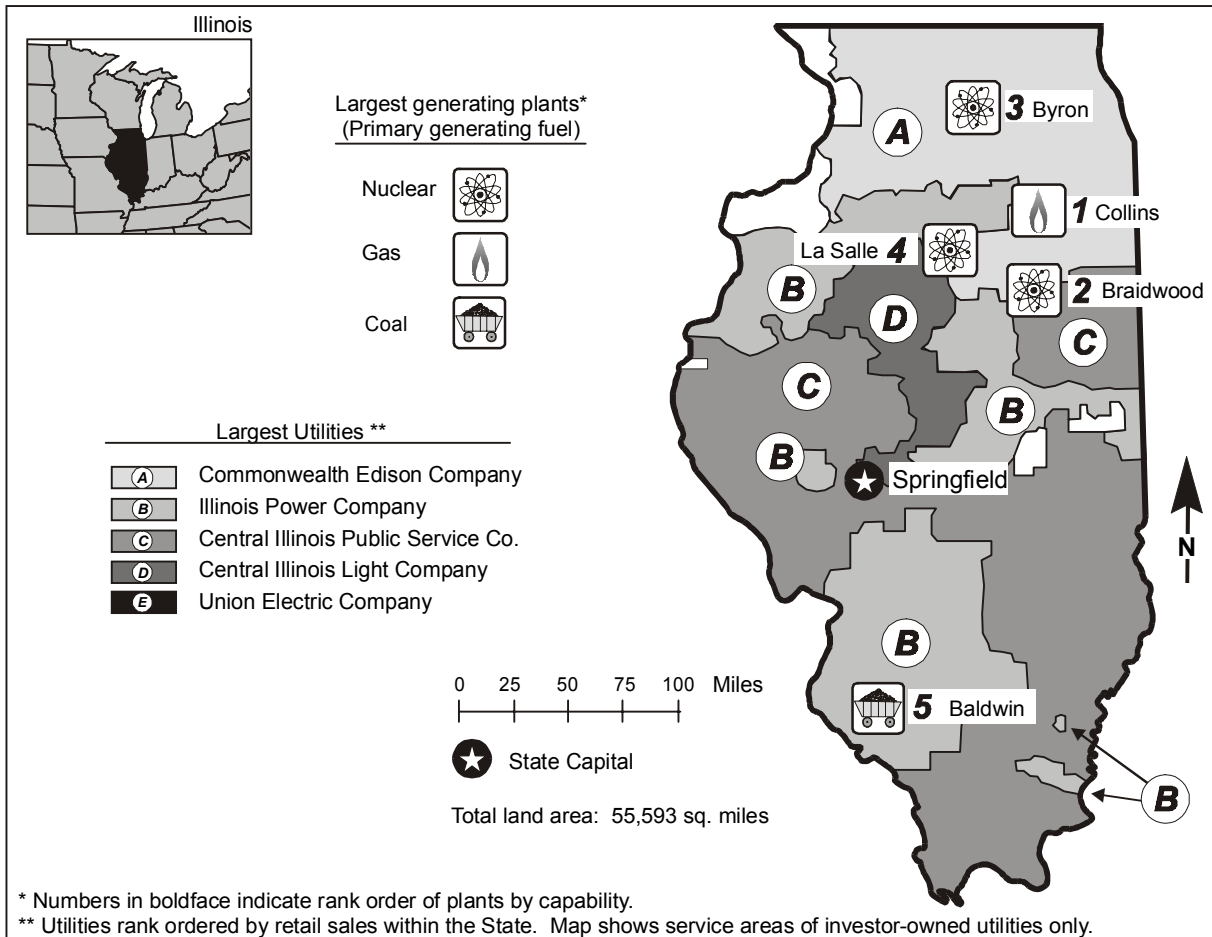 Illinois
Largest generating plants*
(Primary generating fuel)
Nuclear
Gas
Coal
Largest Utilities **
A Commonwealth Edison Company
B Illinois Power Company
C Central Illinois Public Service Co.
D Central Illinois Light Company
E Union Electric Company
0 25 50 75 100 Miles
State Capital
Total land area: 55,593 sq. miles
3 Byron
A
1 Collins
La Salle 4
2 Braidwood
B
D
C
C
B
B
Springfield
N
B
5 Baldwin
B
* Numbers in boldface indicate rank order of plants by capability.
** Utilities rank ordered by retail sales within the State. Map shows service areas of investor-owned utilities only.